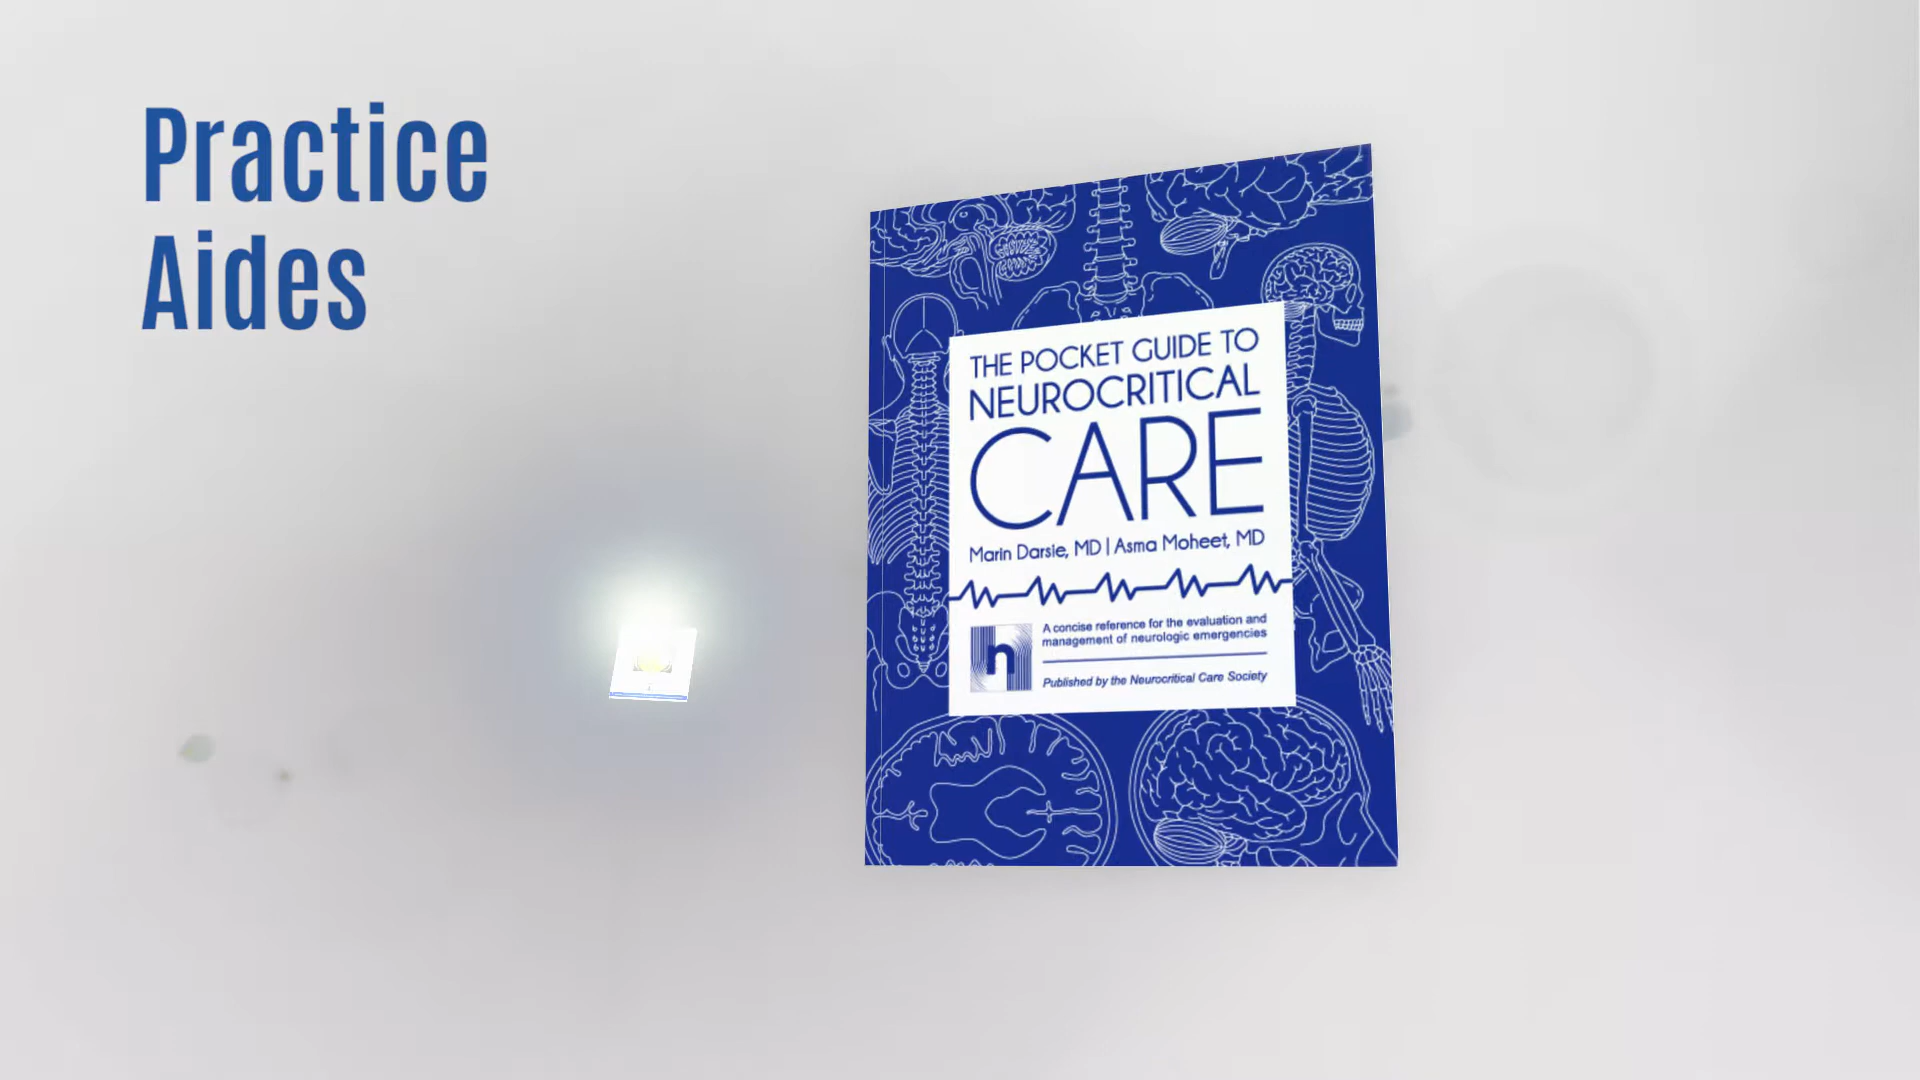 Practice
Aides
THE POCKET GUIDE TO
NEUROCRITICAL
CARE
Marin Darsie, MD | Asma Moheet, MD
n
A concise reference for the evaluation and
management of neurologic emergencies
Published by the Neurocritical Care Society